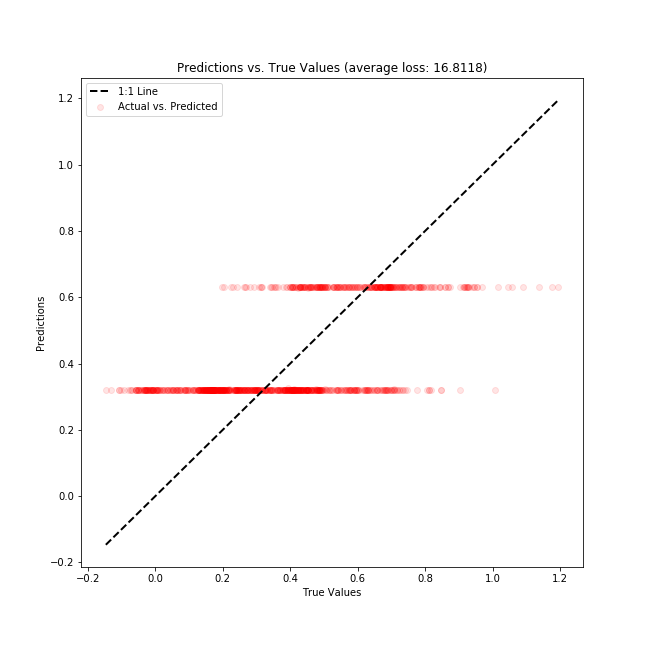 Predictions vs. True Values (average loss: 16.8118)
1:1 Line
Actual vs. Predicted
1.2
1.0
0.8
0.6
0.4
0.2
0.0
−0.2
Predictions
−0.2 0.0 0.2 0.4 0.6 0.8 1.0 1.2
True Values